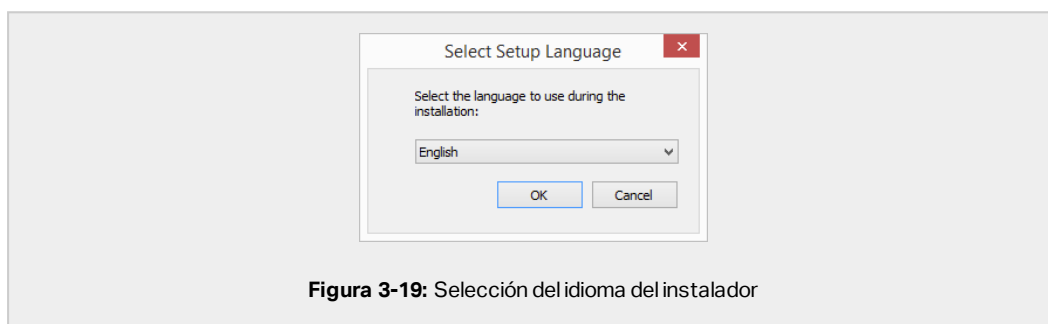 Select Setup Language
Select the language to use during the
installation:
English
OK Cancel
Figura 3-19: Selección del idioma del instalador